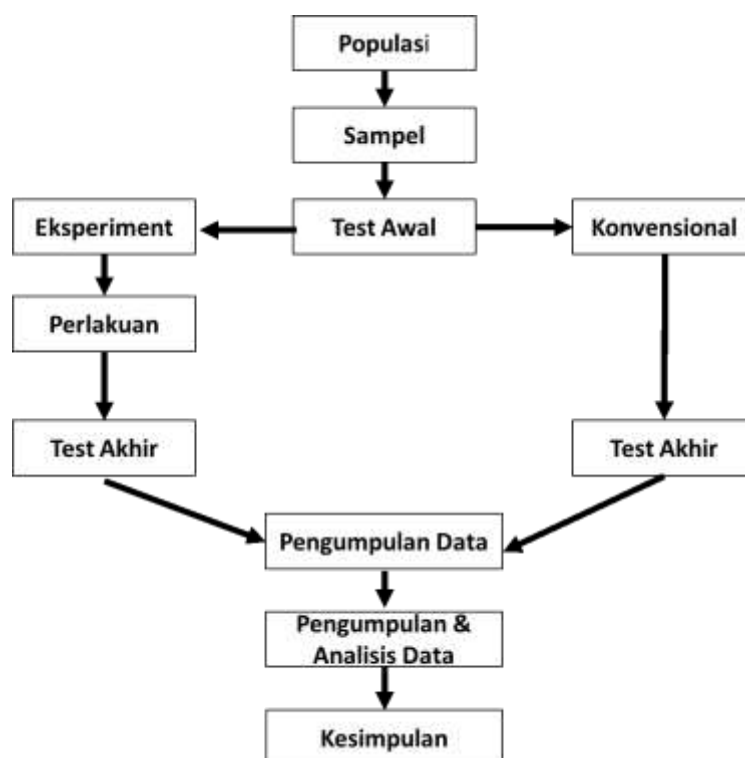 Populasi
Sampel
Eksperiment
Test Awal
Konvensional
Perlakuan
Test Akhir
Test Akhir
Pengumpulan Data
Pengumpulan &
Analisis Data
Kesimpulan